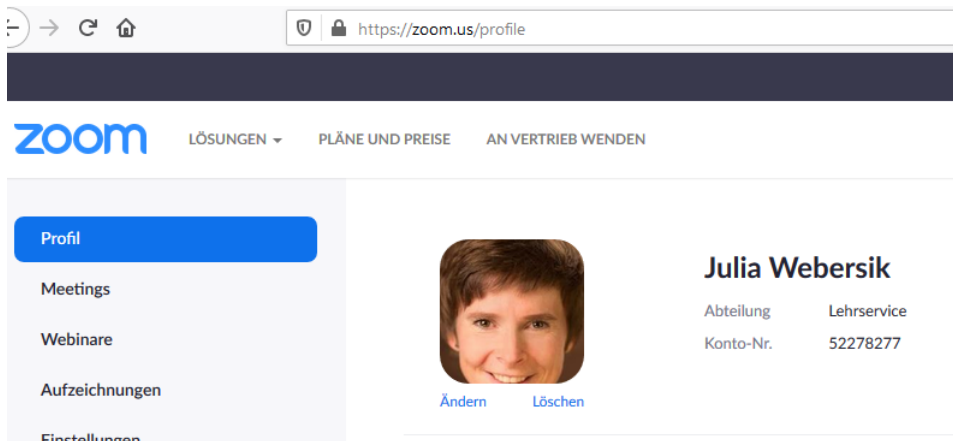 https://zoom.us/profile
zoom LÖSUNGEN PLÄNE UND PREISE AN VERTRIEB WENDEN
Profil
Meetings
Webinare
Aufzeichnungen
Einstellungen
Ändern Löschen
Julia Webersik
Abteilung Lehrservice
Konto-Nr. 52278277